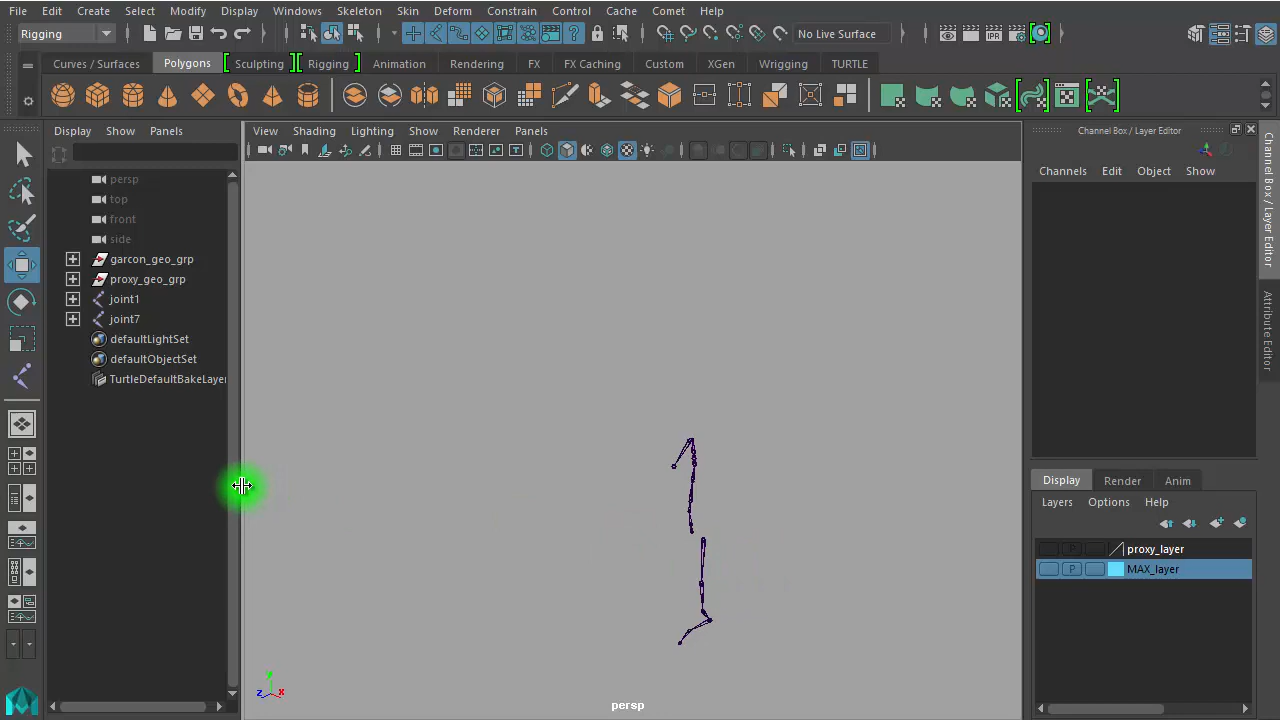 File Edit Create Select Modify Display Windows Skeleton Skin Deform Constrain Control Cache Comet Help
Rigging No Live Surface
Curves / Surfaces Polygons Sculpting Rigging Animation Rendering FX FX Caching Custom XGen Wrigging TURTLE
Display Show Panels
View Shading Lighting Show Renderer Panels
Channel Box / Layer Editor
Channels Edit Object Show
persp
top
front
side
garcon_geo_grp
proxy_geo_grp
joint1
joint7
defaultLightSet
defaultObjectSet
TurtleDefaultBakeLayer
Channel Box / Layer Editor
Attribute Editor
Display Render Anim
Layers Options Help
P proxy_layer
P MAX_layer
y
z x
persp